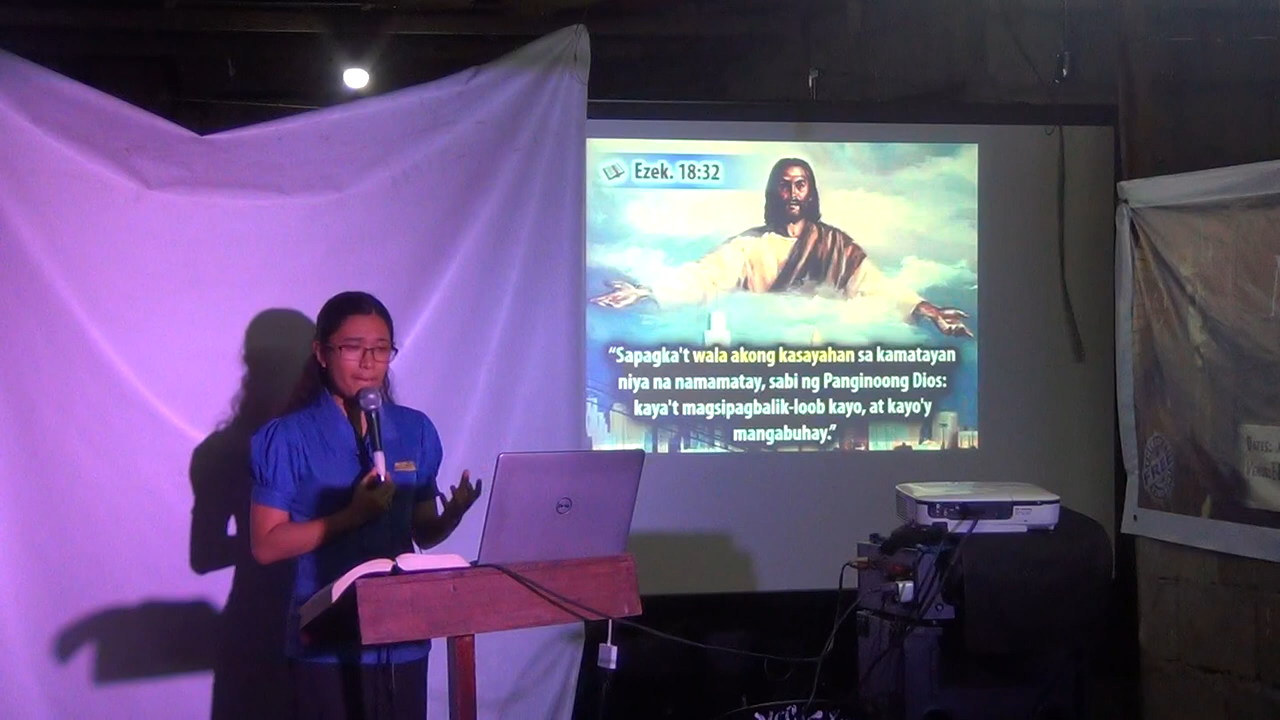 Ezek. 18:32
“Sapagka't wala akong kasayahan sa kamatayan
niya na namamatay, sabi ng Panginoong Dios:
kaya't magsipagbalik-loob kayo, at kayo'y
mangabuhay.”
DELL